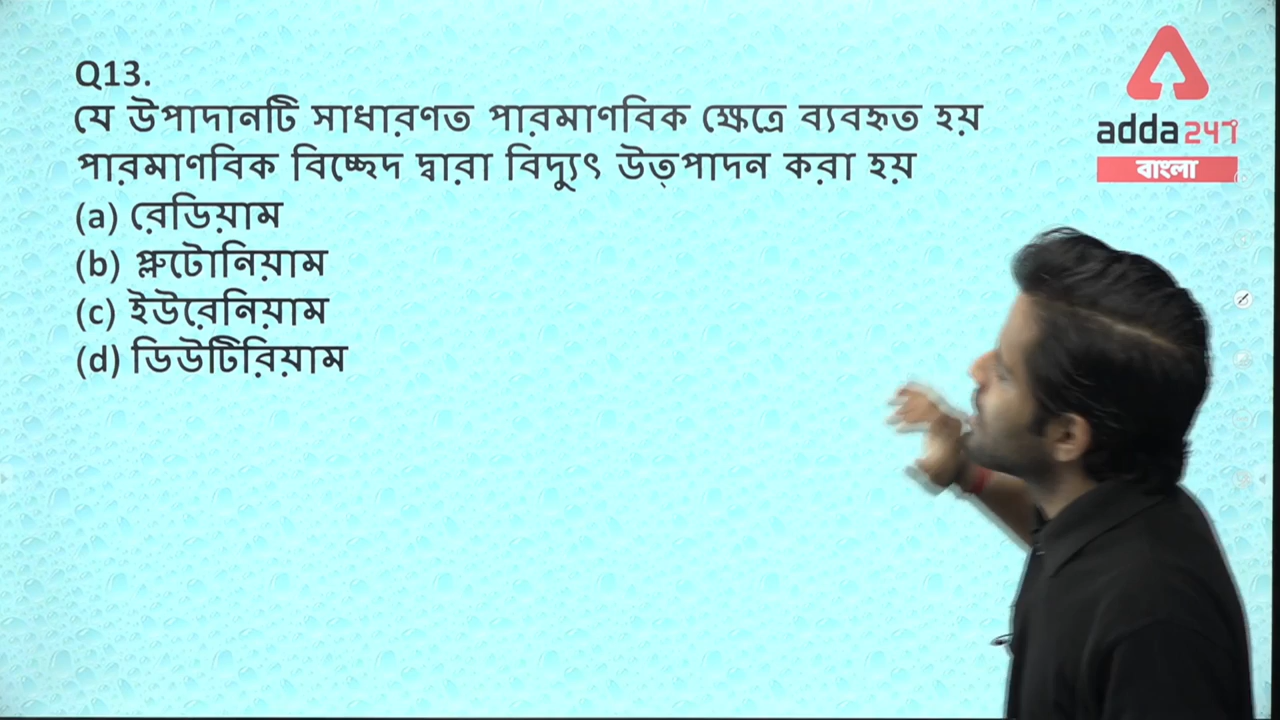 Q13.
যে উপাদানটি সাধারণত পারমাণবিক ক্ষেত্রে ব্যবহৃত হয়
পারমাণবিক বিচ্ছেদ দ্বারা বিদ্যুৎ উত্পাদন করা হয়
(a) রেডিয়াম
(b) প্লুটোনিয়াম
(c) ইউরেনিয়াম
(d) ডিউটিরিয়াম
adda 247
বাংলা